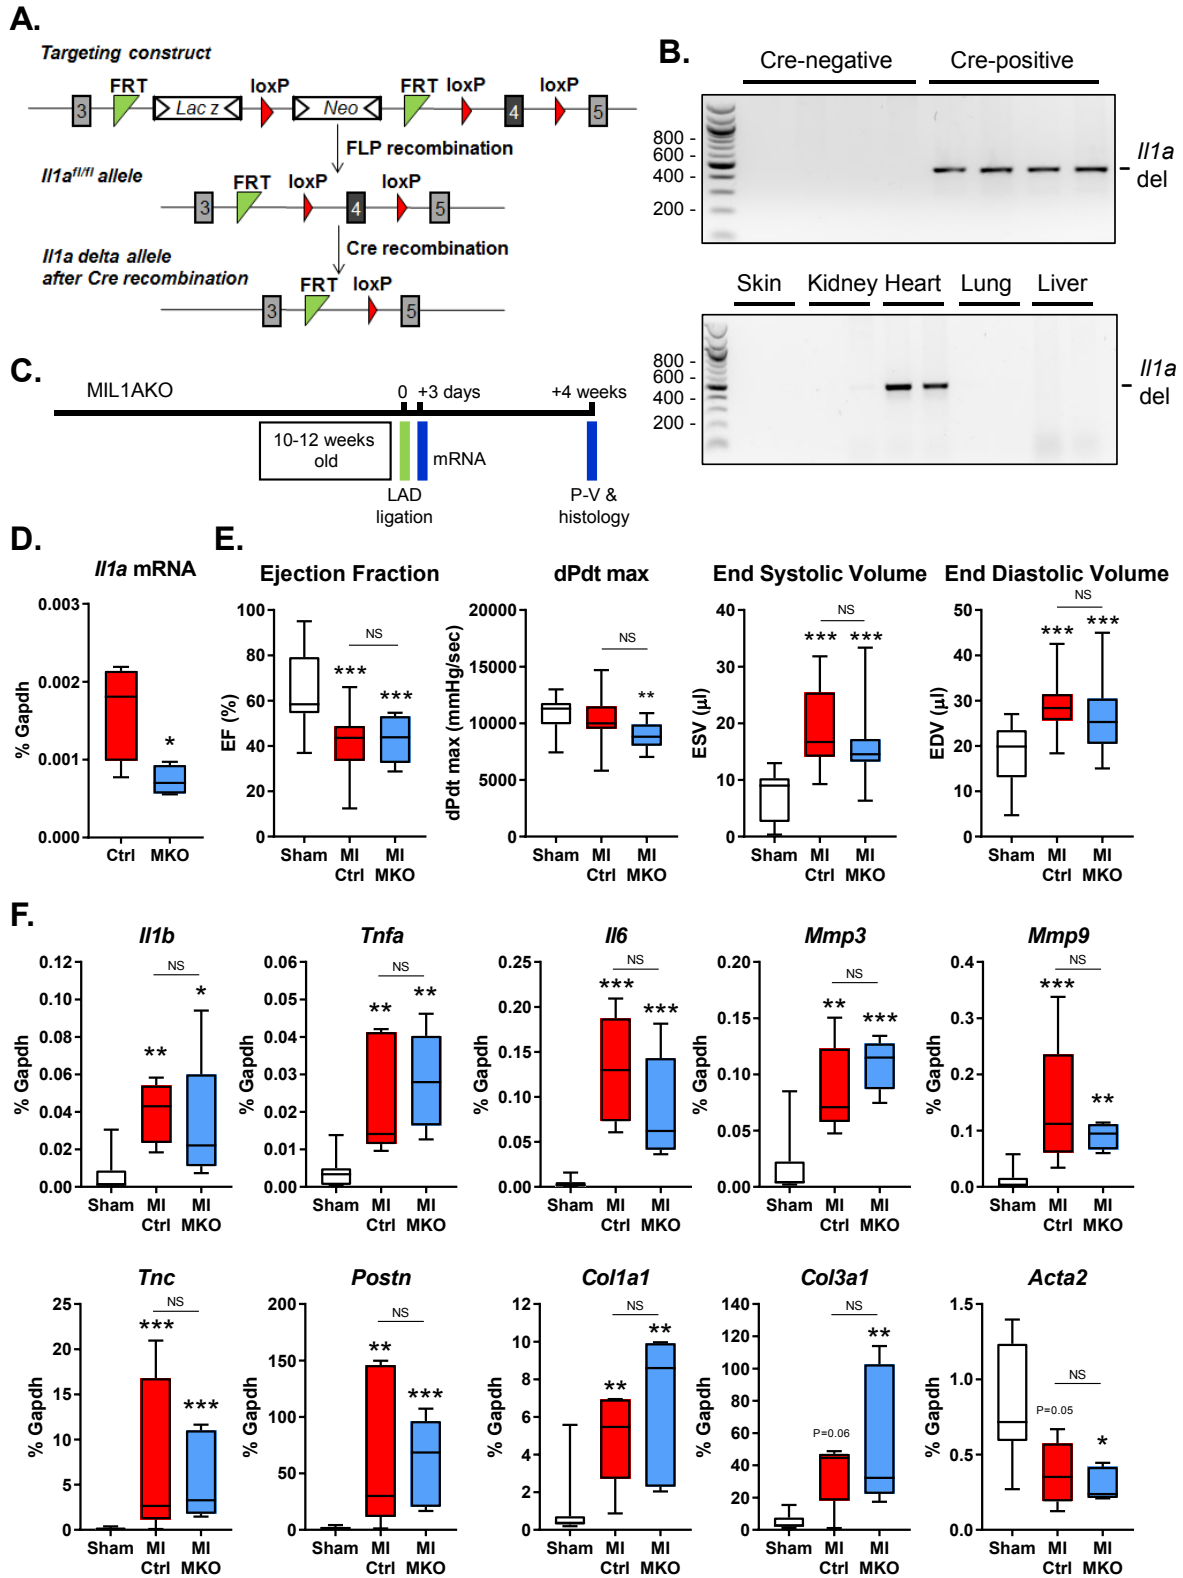 A.
Targeting construct
FRT loxP FRT loxP loxP
3 Lac z Neo 4 5
FLP recombination
Il1a fl/fl allele
FRT loxP loxP
3 4 5
Il1a delta allele
after Cre recombination
Cre recombination
FRT loxP
3 5
B.
Cre-negative Cre-positive
800 -
600 -
400 -
200 -
Il1a
del
Skin Kidney Heart Lung Liver
800 -
600 -
400 -
200 -
Il1a
del
C.
MIL1AKO
0 +3 days +4 weeks
10-12 weeks
old
mRNA
LAD
ligation
P-V &
histology
D.
Il1a mRNA
% Gapdh
0.003
0.002
0.001
0.000
*
Ctrl MKO
E.
Ejection Fraction
EF (%)
100
80
60
40
20
0
NS
*** ***
Sham MI MI
Ctrl MKO
dPdt max
dPdt max (mmHg/sec)
20000
15000
10000
5000
0
NS
**
Sham MI MI
Ctrl MKO
End Systolic Volume
ESV (µl)
40
30
20
10
0
NS
*** ***
Sham MI MI
Ctrl MKO
End Diastolic Volume
EDV (µl)
50
40
30
20
10
0
NS
*** ***
Sham MI MI
Ctrl MKO
F.
Il1b
% Gapdh
0.12
0.10
0.08
0.06
0.04
0.02
0.00
NS
** *
Sham MI MI
Ctrl MKO
Tnfa
% Gapdh
0.06
0.05
0.04
0.03
0.02
0.01
0.00
NS
** **
Sham MI MI
Ctrl MKO
Il6
% Gapdh
0.25
0.20
0.15
0.10
0.05
0.00
NS
*** ***
Sham MI MI
Ctrl MKO
Mmp3
% Gapdh
0.20
0.15
0.10
0.05
0.00
NS
** ***
Sham MI MI
Ctrl MKO
Mmp9
% Gapdh
0.4
0.3
0.2
0.1
0.0
NS
*** **
Sham MI MI
Ctrl MKO
Tnc
% Gapdh
25
20
15
10
5
0
NS
*** ***
Sham MI MI
Ctrl MKO
Postn
% Gapdh
200
150
100
50
0
NS
** ***
Sham MI MI
Ctrl MKO
Col1a1
% Gapdh
12
10
8
6
4
2
0
NS
** **
Sham MI MI
Ctrl MKO
Col3a1
% Gapdh
140
120
100
80
60
40
20
0
NS
P=0.06 **
Sham MI MI
Ctrl MKO
Acta2
% Gapdh
1.5
1.0
0.5
0.0
NS
P=0.05 *
Sham MI MI
Ctrl MKO